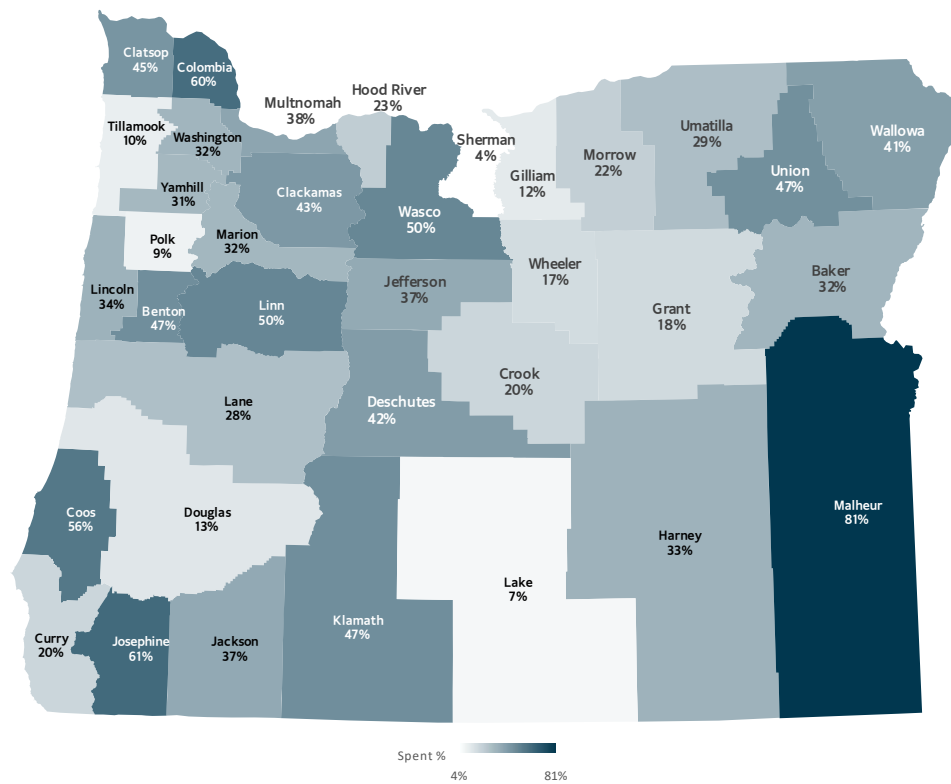 Clatsop
45%
Colombia
60%
Hood River
23%
Multnomah
38%
Tillamook
10%
Washington
32%
Sherman
4%
Gilliam
12%
Morrow
22%
Umatilla
29%
Wallowa
41%
Union
47%
Yamhill
31%
Clackamas
43%
Wasco
50%
Polk
9%
Marion
32%
Wheeler
17%
Baker
32%
Lincoln
34%
Jefferson
37%
Benton
47%
Linn
50%
Grant
18%
Crook
20%
Lane
28%
Deschutes
42%
Coos
56%
Douglas
13%
Malheur
81%
Harney
33%
Lake
7%
Klamath
47%
Curry
20%
Josephine
61%
Jackson
37%
Spent %
4%
81%